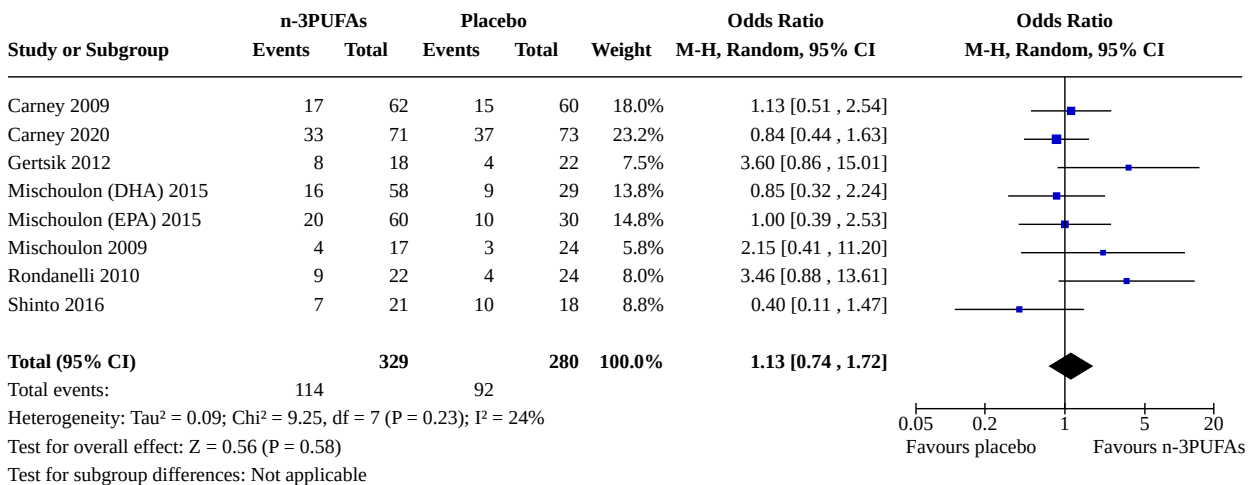 n-3PUFAs Placebo Odds Ratio Odds Ratio
Study or Subgroup Events Total Events Total Weight M-H, Random, 95% CI M-H, Random, 95% CI
Carney 2009 17 62 15 60 18.0% 1.13 [0.51 , 2.54]
Carney 2020 33 71 37 73 23.2% 0.84 [0.44 , 1.63]
Gertsik 2012 8 18 4 22 7.5% 3.60 [0.86 , 15.01]
Mischoulon (DHA) 2015 16 58 9 29 13.8% 0.85 [0.32 , 2.24]
Mischoulon (EPA) 2015 20 60 10 30 14.8% 1.00 [0.39 , 2.53]
Mischoulon 2009 4 17 3 24 5.8% 2.15 [0.41 , 11.20]
Rondanelli 2010 9 22 4 24 8.0% 3.46 [0.88 , 13.61]
Shinto 2016 7 21 10 18 8.8% 0.40 [0.11 , 1.47]
Total (95% CI) 329 280 100.0% 1.13 [0.74 , 1.72]
Total events: 114 92
Heterogeneity: Tau² = 0.09; Chi² = 9.25, df = 7 (P = 0.23); I² = 24%
0.05 0.2 1 5 20
Test for overall effect: Z = 0.56 (P = 0.58) Favours placebo Favours n-3PUFAs
Test for subgroup differences: Not applicable